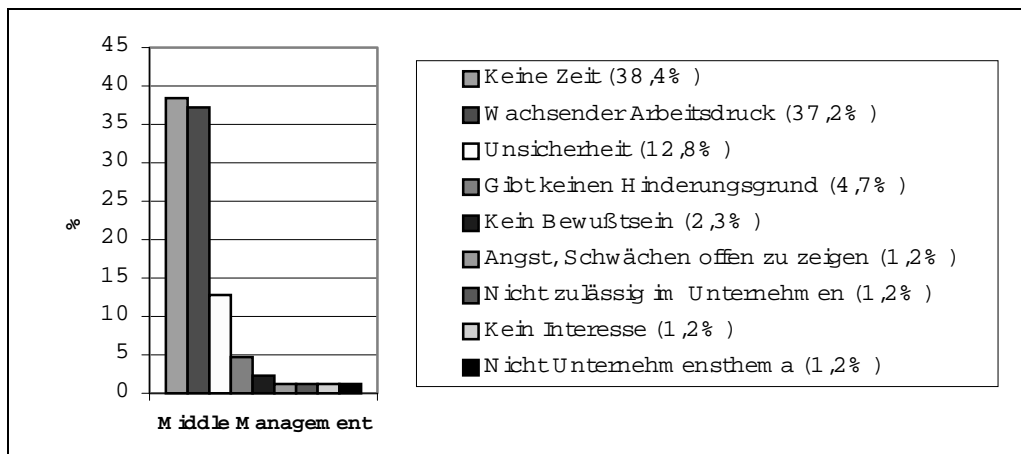 45
40
35
30
25
20
15
10
5
0
%
Middle Management
Keine Zeit (38,4%)
Wachsender Arbeitsdruck (37,2%)
Unsicherheit (12,8%)
Gibt keinen Hinderungsgrund (4,7%)
Kein Bewußtsein (2,3%)
Angst, Schwächen offen zu zeigen (1,2%)
Nicht zulässig im Unternehmen (1,2%)
Kein Interesse (1,2%)
Nicht Unternehmensthema (1,2%)